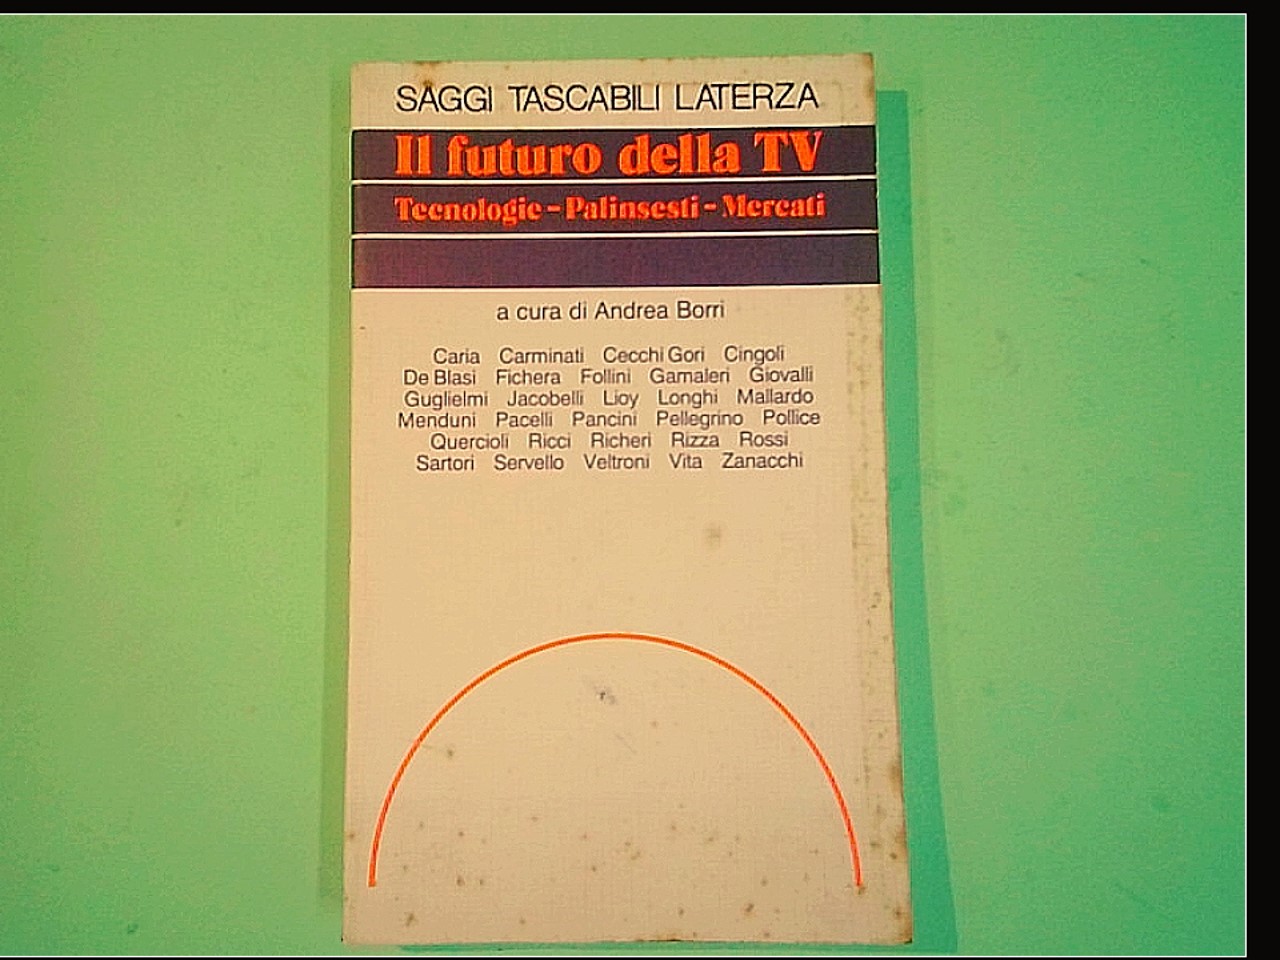 SAGGI TASCABILI LATERZA
Il futuro della TV
Tecnologie - Palinsesti - Mercati
a cura di Andrea Borri
Caria Carminati Cecchi Gori Cingoli
De Blasi Fichera Follini Gamaleri Giovalli
Guglielmi Jacobelli Lioy Longhi Mallardo
Menduni Pacelli Pancini Pellegrino Pollice
Quercioli Ricci Richeri Rizza Rossi
Sartori Servello Veltroni Vita Zanacchi